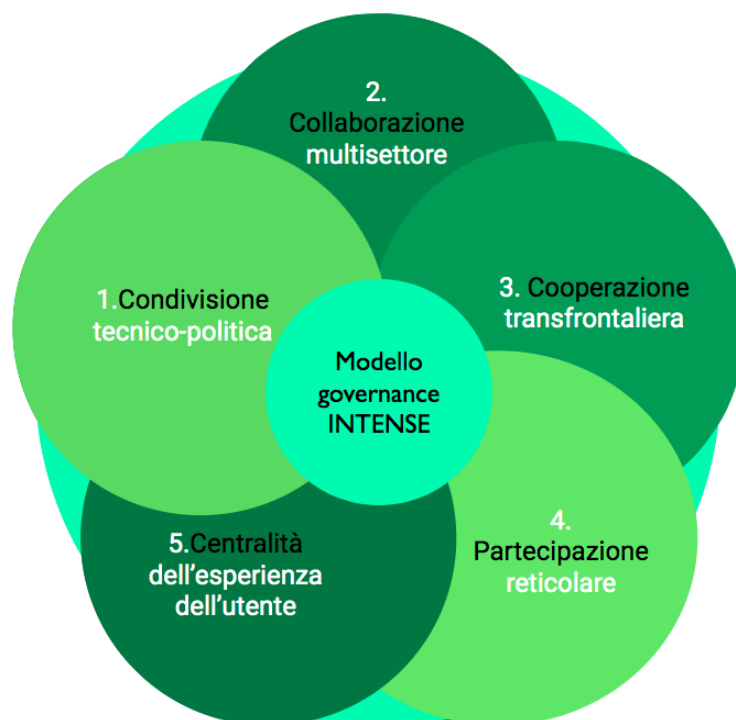 2.
Collaborazione
multisettore
1.Condivisione
tecnico-politica
3. Cooperazione
transfrontaliera
Modello
governance
INTENSE
4.
Partecipazione
reticolare
5.Centralità
dell'esperienza
dell'utente